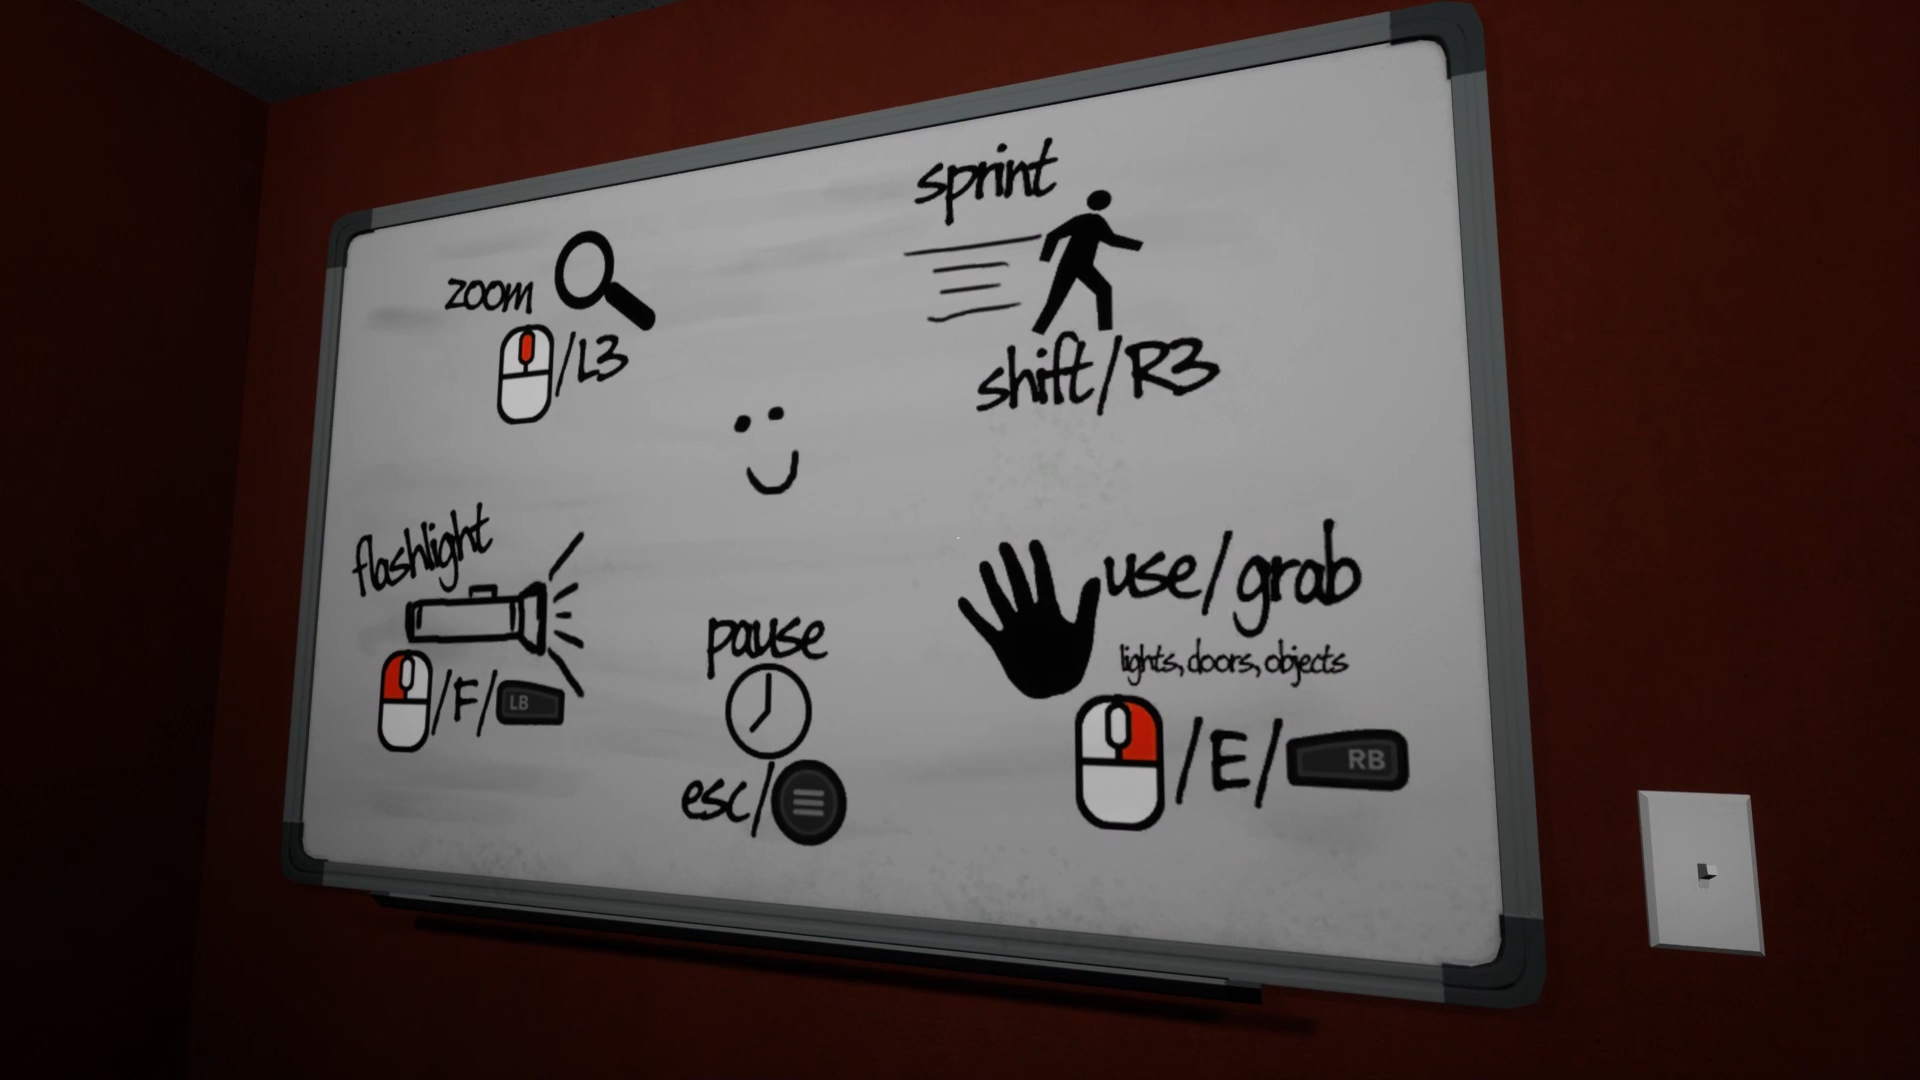 sprint
zoom
/L3
shift/R3
flashlight
use/grab
lights, doors, objects
pause
/F/ LB
/E/ RB
esc/